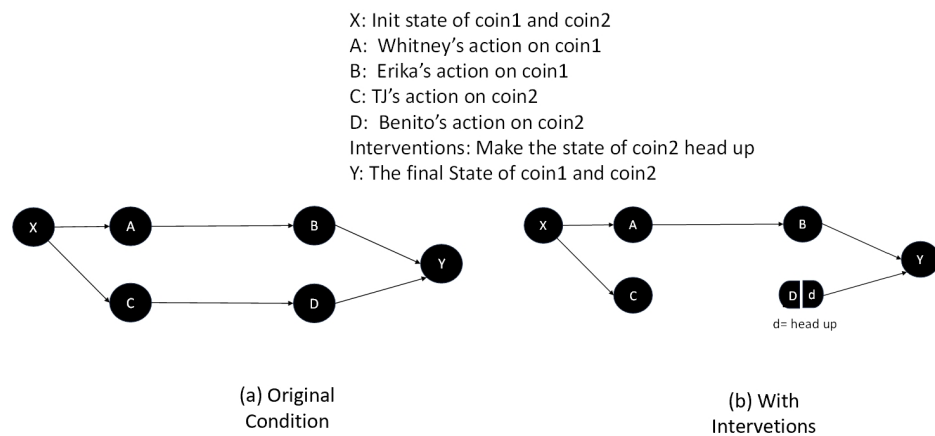 X: Init state of coin1 and coin2
A: Whitney's action on coin1
B: Erika's action on coin1
C: TJ's action on coin2
D: Benito's action on coin2
Interventions: Make the state of coin2 head up
Y: The final State of coin1 and coin2
X
A
B
Y
C
D
X
A
B
Y
C
D
d
d= head up
(a) Original
Condition
(b) With
Intervetions